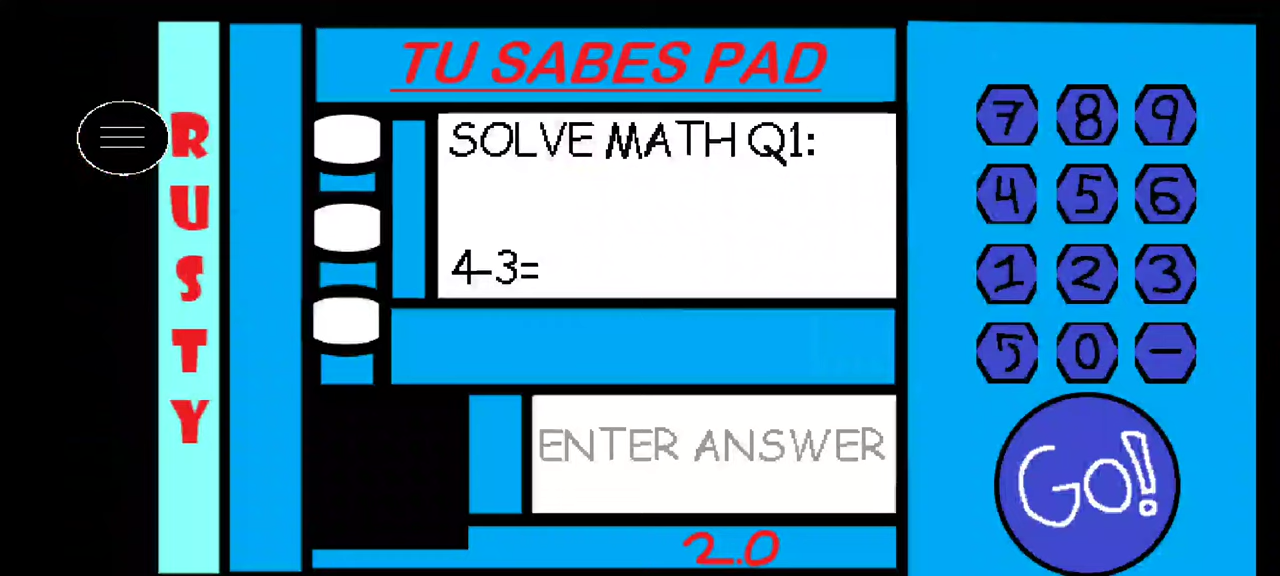 TU SABES PAD
RUSTY
SOLVE MATH Q1:
4-3=
ENTER ANSWER
2.0
7 8 9
4 5 6
1 2 3
5 0 -
GO!